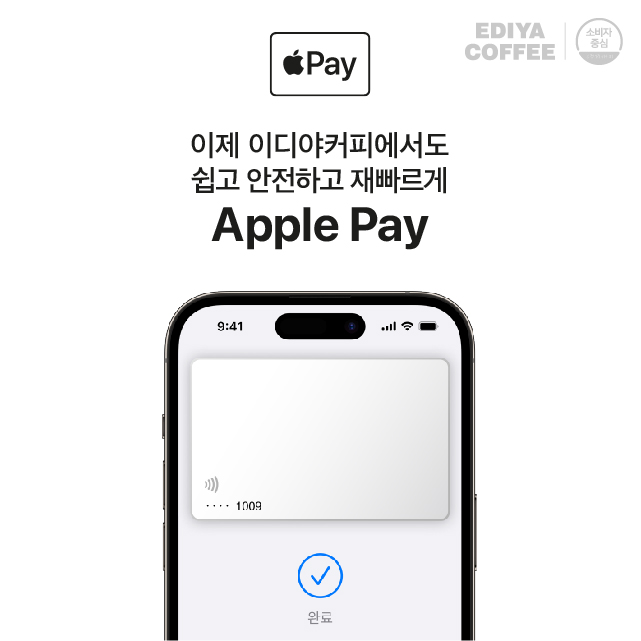 EDIYA
COFFEE
소비자
중심
Pay
이제 이디야커피에서도
쉽고 안전하고 재빠르게
Apple Pay
9:41
···· 1009
완료